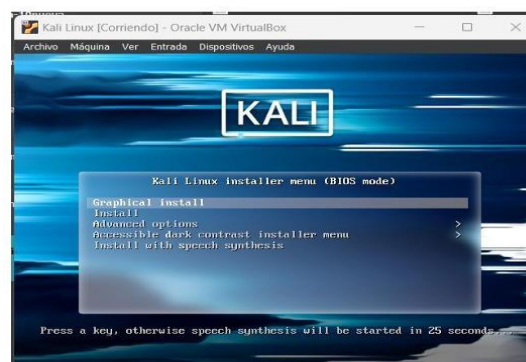 Kali Linux [Corriendo] - Oracle VM VirtualBox
Archivo Máquina Ver Entrada Dispositivos Ayuda
KALI
Kali Linux installer menu (BIOS mode)
Graphical install
Install
Advanced options >
Accessible dark contrast installer menu >
Install with speech synthesis
Press a key, otherwise speech synthesis will be started in 25 seconds...